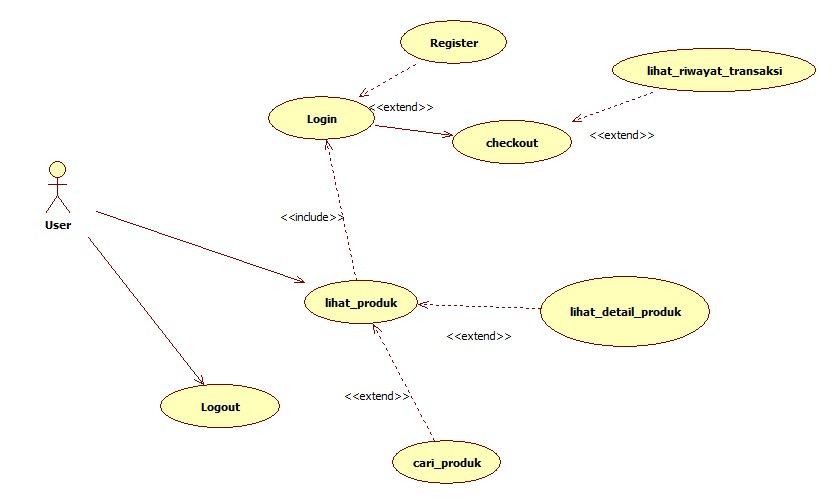 Register
lihat_riwayat_transaksi
<<extend>>
Login
<<extend>>
checkout
User
<<include>>
lihat_produk
lihat_detail_produk
<<extend>>
<<extend>>
Logout
cari_produk